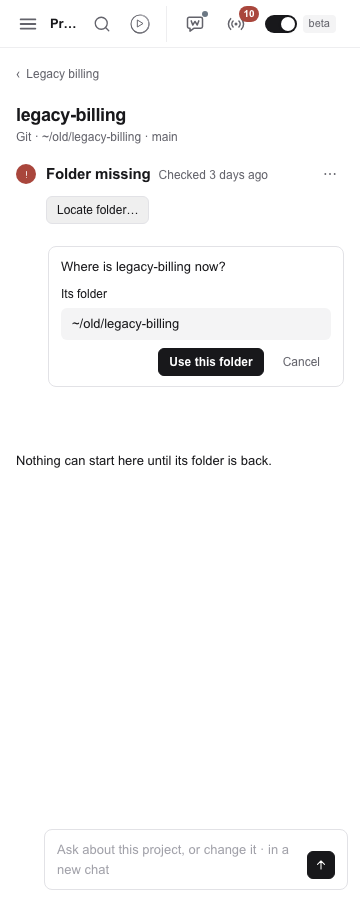 Pr...
10
beta
‹ Legacy billing
legacy-billing
Git · ~/old/legacy-billing · main
! Folder missing Checked 3 days ago ...
Locate folder...
Where is legacy-billing now?
Its folder
~/old/legacy-billing
Use this folder Cancel
Nothing can start here until its folder is back.
Ask about this project, or change it · in a
new chat